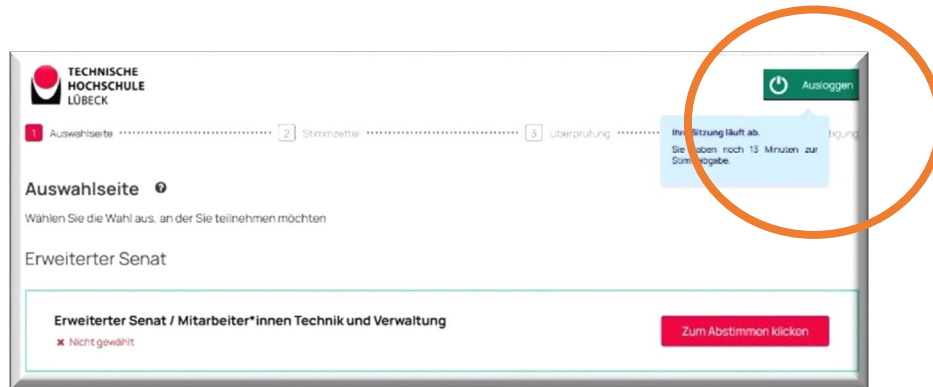 TECHNISCHE
HOCHSCHULE
LÜBECK
Ausloggen
1 Auswahlseite 2 Stimmzettel 3 Überprüfung
Ihre Sitzung läuft ab.
Sie haben noch 13 Minuten zur
Stimmabgabe.
Auswahlseite
Wählen Sie die Wahl aus, an der Sie teilnehmen möchten
Erweiterter Senat
Erweiterter Senat / Mitarbeiter*innen Technik und Verwaltung
Nicht gewählt
Zum Abstimmen klicken